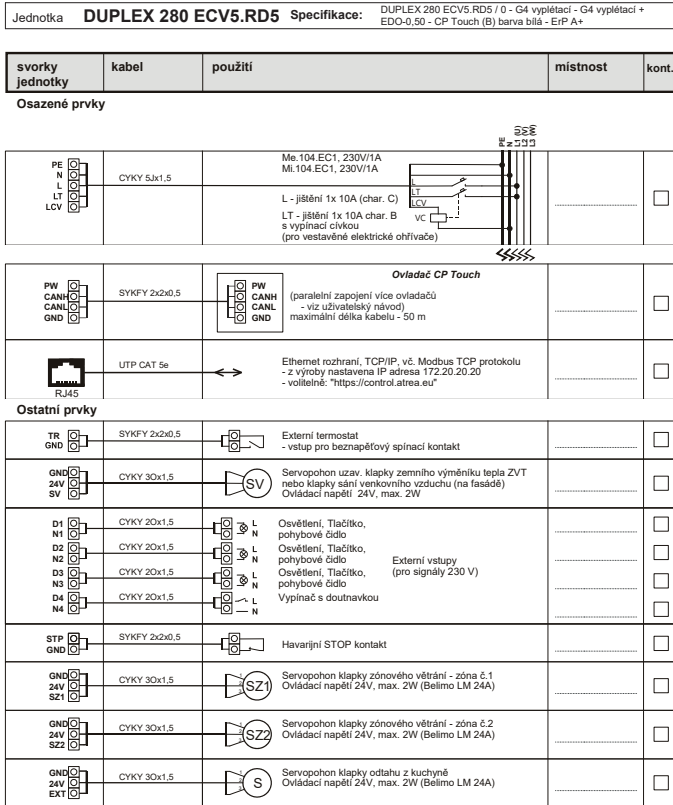 Jednotka DUPLEX 280 ECV5.RD5 Specifikace: DUPLEX 280 ECV5.RD5 / 0 - G4 vyplétací - G4 vyplétací +
EDO-0,50 - CP Touch (B) barva bílá - ErP A+
svorky jednotky kabel použití místnost kont.
Osazené prvky
PE
N
L1 (U)
L2 (V)
L3 (W)
PE
N
L
LT
LCV
CYKY 5Jx1,5
Me.104.EC1, 230V/1A
Mi.104.EC1, 230V/1A
L - jištění 1x 10A (char. C)
LT - jištění 1x 10A char. B
s vypínací cívkou
(pro vestavěné elektrické ohřívače)
L
LT
LCV
VC
PW
CANH
CANL
GND
SYKFY 2x2x0,5
PW
CANH
CANL
GND
Ovladač CP Touch
(paralelní zapojení více ovladačů
- viz uživatelský návod)
maximální délka kabelu - 50 m
RJ45
UTP CAT 5e
Ethernet rozhraní, TCP/IP, vč. Modbus TCP protokolu
- z výroby nastavena IP adresa 172.20.20.20
- volitelně: "https://control.atrea.eu"
Ostatní prvky
TR
GND
SYKFY 2x2x0,5
Externí termostat
- vstup pro beznapěťový spínací kontakt
GND
24V
SV
CYKY 3Ox1,5
SV
Servopohon uzav. klapky zemního výměníku tepla ZVT
nebo klapky sání venkovního vzduchu (na fasádě)
Ovládací napětí 24V, max. 2W
D1
N1
CYKY 2Ox1,5
L
N
Osvětlení, Tlačítko,
pohybové čidlo
D2
N2
CYKY 2Ox1,5
L
N
Osvětlení, Tlačítko,
pohybové čidlo
Externí vstupy
(pro signály 230 V)
D3
N3
CYKY 2Ox1,5
L
N
Osvětlení, Tlačítko,
pohybové čidlo
D4
N4
CYKY 2Ox1,5
L
N
Vypínač s doutnavkou
STP
GND
SYKFY 2x2x0,5
Havarijní STOP kontakt
GND
24V
SZ1
CYKY 3Ox1,5
SZ1
Servopohon klapky zónového větrání - zóna č.1
Ovládací napětí 24V, max. 2W (Belimo LM 24A)
GND
24V
SZ2
CYKY 3Ox1,5
SZ2
Servopohon klapky zónového větrání - zóna č.2
Ovládací napětí 24V, max. 2W (Belimo LM 24A)
GND
24V
EXT
CYKY 3Ox1,5
S
Servopohon klapky odtahu z kuchyně
Ovládací napětí 24V, max. 2W (Belimo LM 24A)